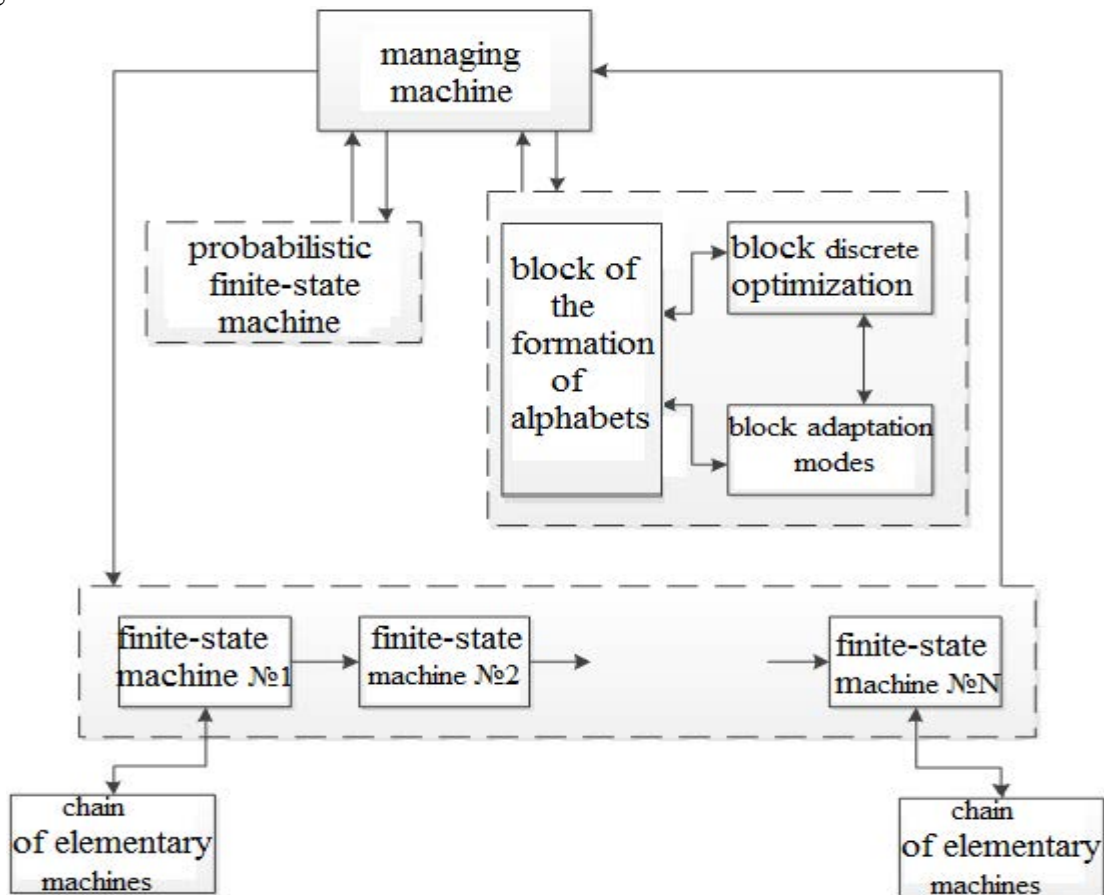 managing
machine
probabilistic
finite-state
machine
block of
the
formation
of
alphabets
block discrete
optimization
block adaptation
modes
finite-state
machine №1
finite-state
machine №2
finite-state
machine №N
chain
of elementary
machines
chain
of elementary
machines